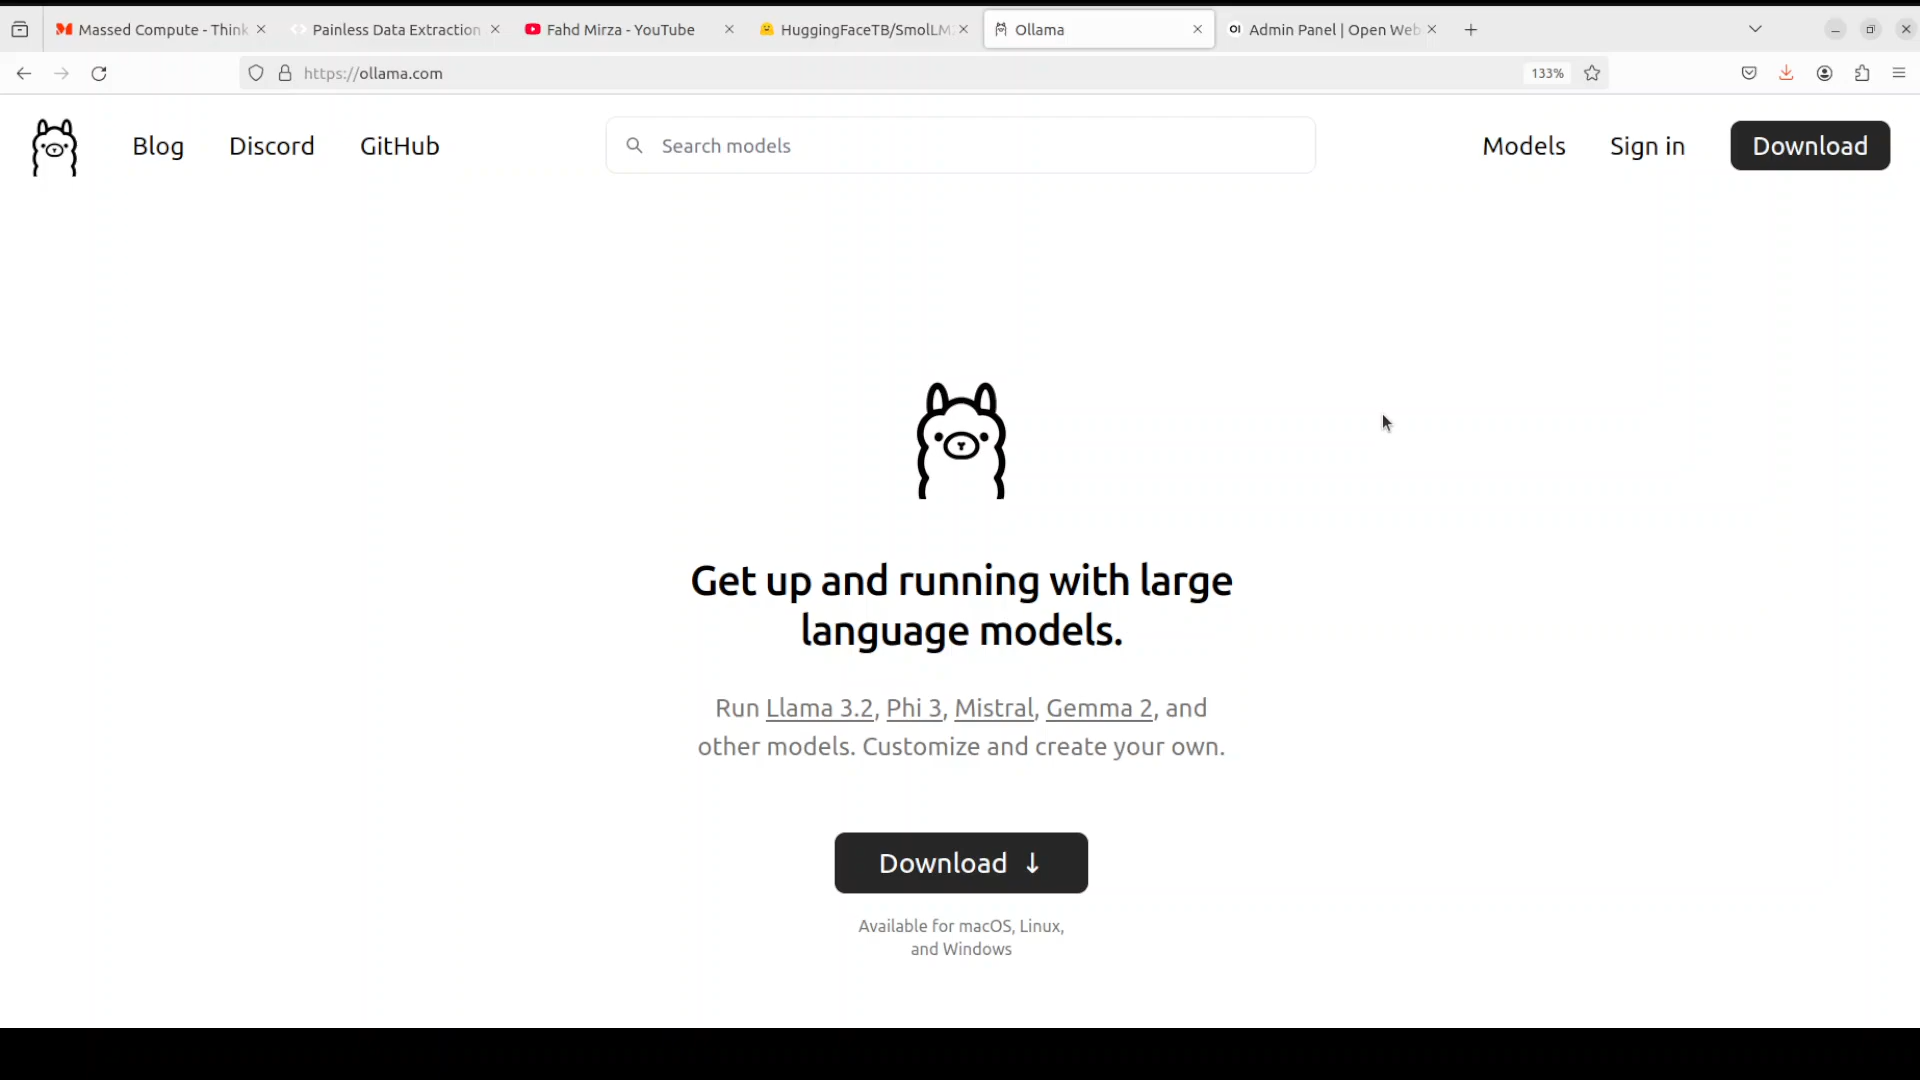 Massed Compute - Think
Painless Data Extraction
Fahd Mirza - YouTube
HuggingFaceTB/SmolLM
Ollama
OI Admin Panel | Open Web
https://ollama.com
133%
Blog
Discord
GitHub
Search models
Models
Sign in
Download
Get up and running with large
language models.
Run Llama 3.2, Phi 3, Mistral, Gemma 2, and
other models. Customize and create your own.
Download ↓
Available for macOS, Linux,
and Windows